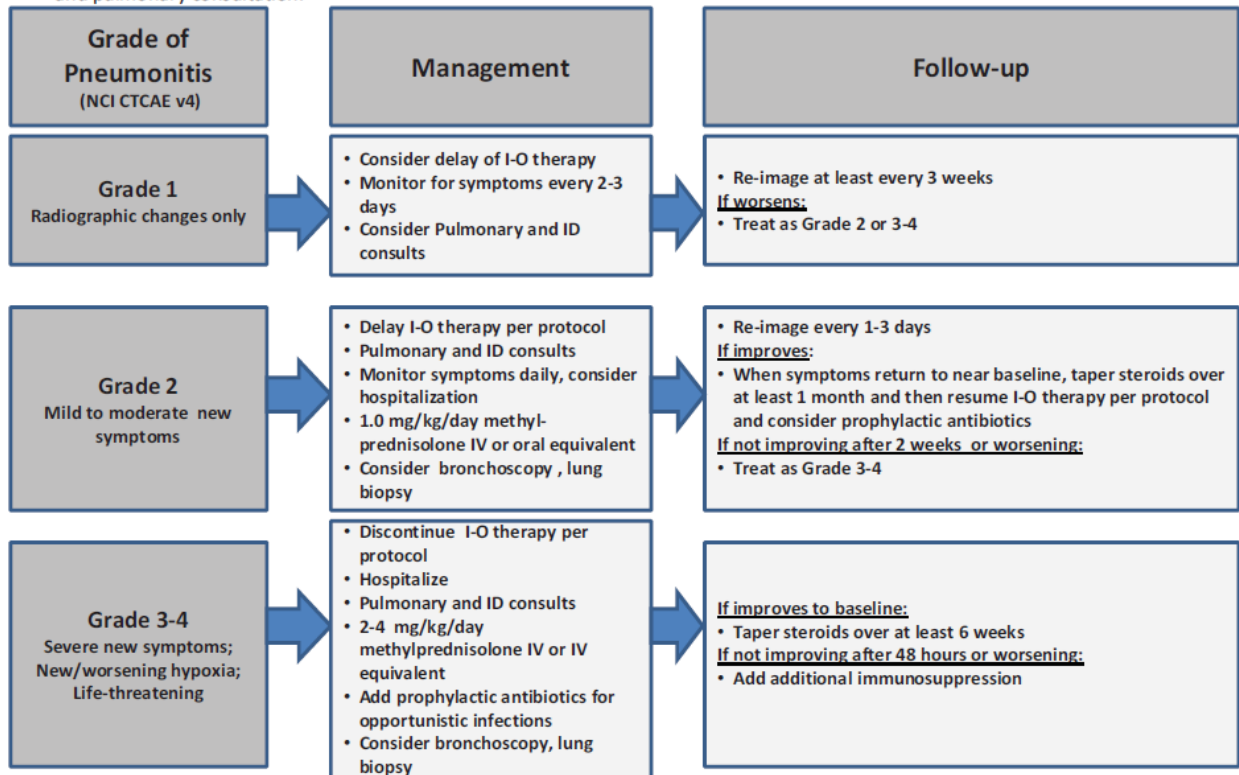 and pulmonary consultation.
Grade of
Pneumonitis
(NCI CTCAE v4)
Management
Follow-up
Grade 1
Radiographic changes only
• Consider delay of I-O therapy
• Monitor for symptoms every 2-3
days
• Consider Pulmonary and ID
consults
• Re-image at least every 3 weeks
If worsens:
• Treat as Grade 2 or 3-4
Grade 2
Mild to moderate new
symptoms
• Delay I-O therapy per protocol
• Pulmonary and ID consults
• Monitor symptoms daily, consider
hospitalization
• 1.0 mg/kg/day methyl-
prednisolone IV or oral equivalent
• Consider bronchoscopy , lung
biopsy
• Re-image every 1-3 days
If improves:
• When symptoms return to near baseline, taper steroids over
at least 1 month and then resume I-O therapy per protocol
and consider prophylactic antibiotics
If not improving after 2 weeks or worsening:
• Treat as Grade 3-4
Grade 3-4
Severe new symptoms;
New/worsening hypoxia;
Life-threatening
• Discontinue I-O therapy per
protocol
• Hospitalize
• Pulmonary and ID consults
• 2-4 mg/kg/day
methylprednisolone IV or IV
equivalent
• Add prophylactic antibiotics for
opportunistic infections
• Consider bronchoscopy, lung
biopsy
If improves to baseline:
• Taper steroids over at least 6 weeks
If not improving after 48 hours or worsening:
• Add additional immunosuppression